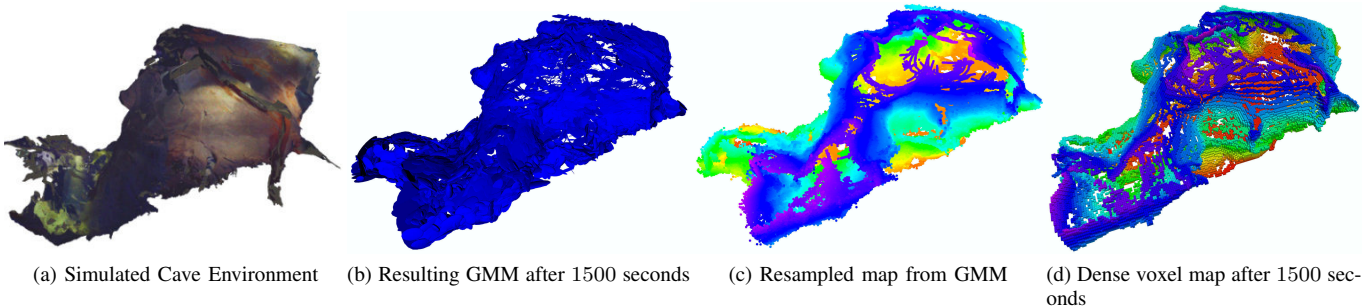 (a) Simulated Cave Environment
(b) Resulting GMM after 1500 seconds
(c) Resampled map from GMM
(d) Dense voxel map after 1500 sec-
onds